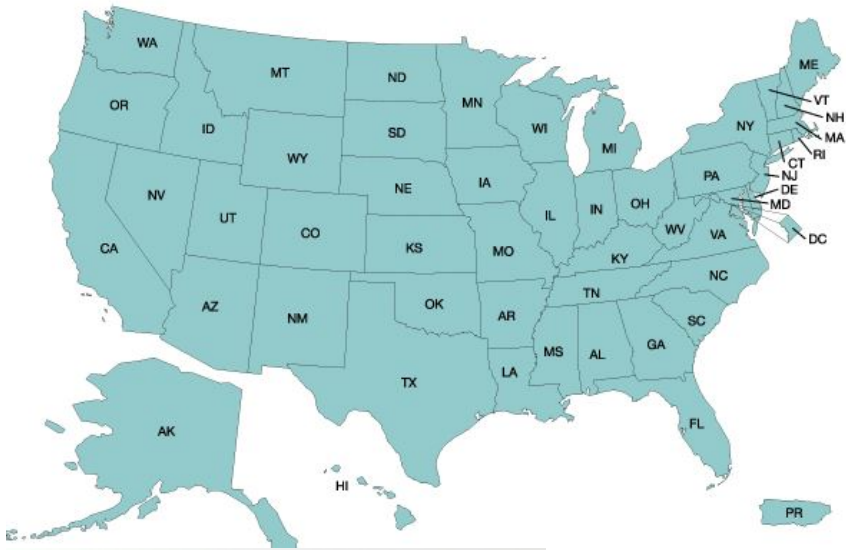 WA
MT
ND
MN
ME
VT
NH
OR
ID
SD
WI
NY
MA
MI
RI
WY
CT
IA
PA
NJ
NE
DE
NV
MD
UT
IL
IN
OH
CO
WV
VA
DC
CA
KS
MO
KY
NC
TN
AZ
NM
OK
AR
SC
MS
AL
GA
TX
LA
FL
AK
HI
PR